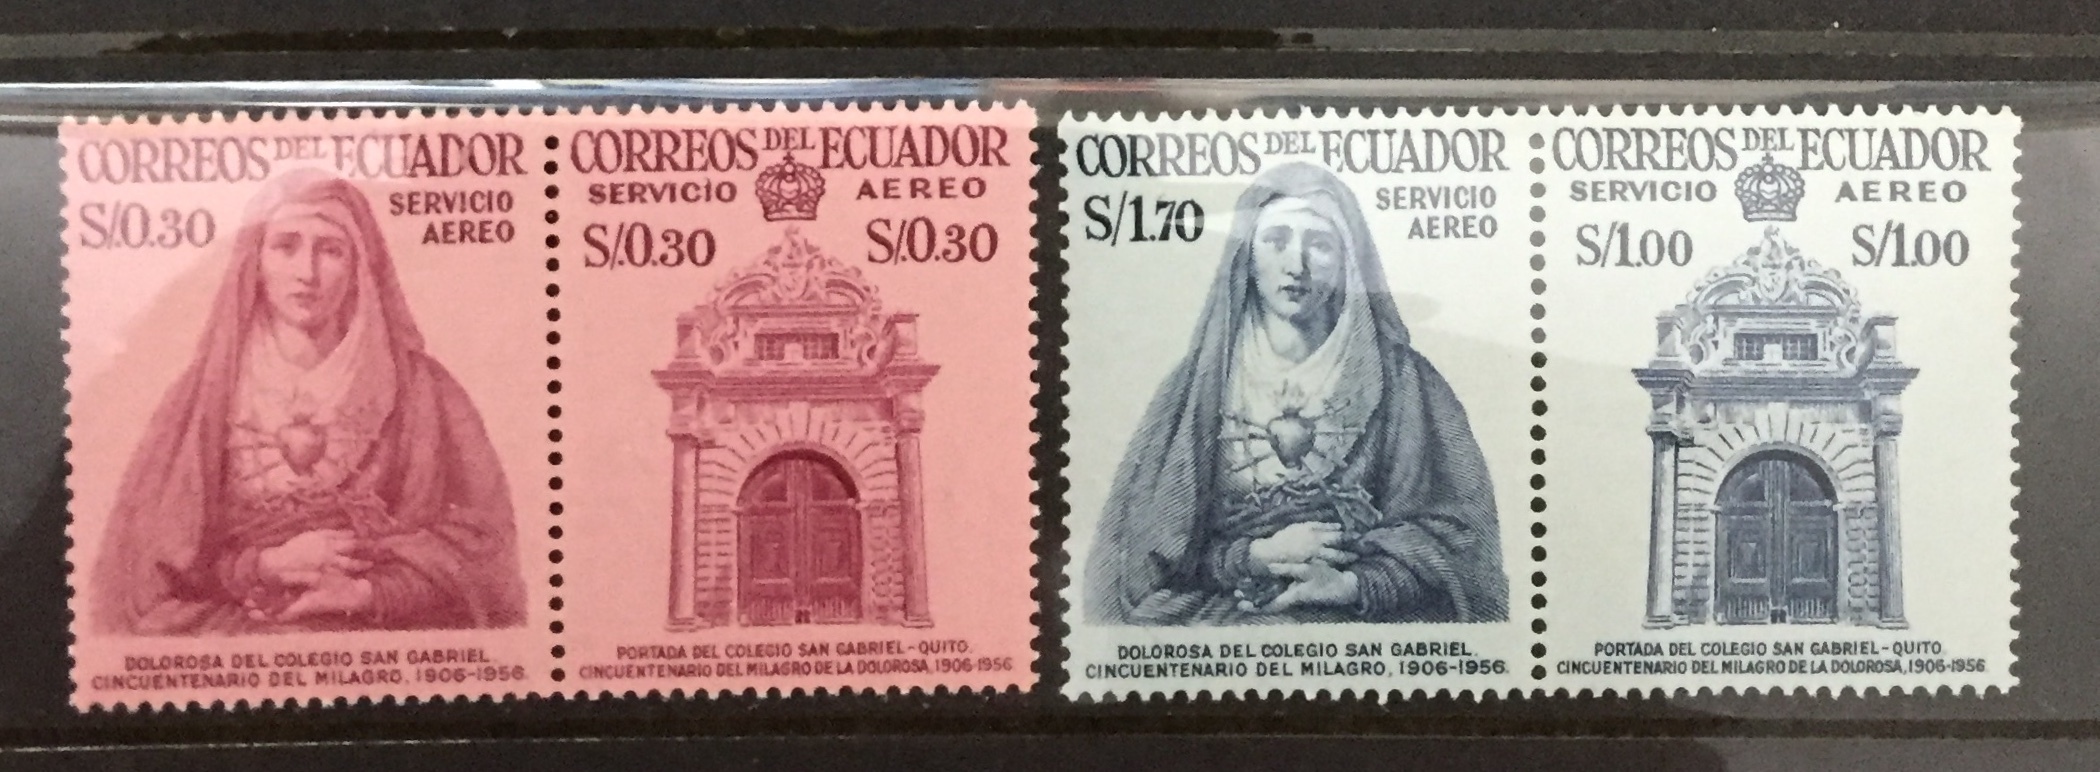 CORREOS DEL ECUADOR
SERVICIO
AEREO
S/.0.30
DOLOROSA DEL COLEGIO SAN GABRIEL.
CINCUENTENARIO DEL MILAGRO, 1906-1956.
CORREOS DEL ECUADOR
SERVICIO AEREO
S/.0.30 S/.0.30
PORTADA DEL COLEGIO SAN GABRIEL-QUITO.
CINCUENTENARIO DEL MILAGRO DE LA DOLOROSA, 1906-1956
CORREOS DEL ECUADOR
SERVICIO
AEREO
S/1.70
DOLOROSA DEL COLEGIO SAN GABRIEL.
CINCUENTENARIO DEL MILAGRO, 1906-1956.
CORREOS DEL ECUADOR
SERVICIO AEREO
S/1.00 S/1.00
PORTADA DEL COLEGIO SAN GABRIEL-QUITO.
CINCUENTENARIO DEL MILAGRO DE LA DOLOROSA, 1906-1956